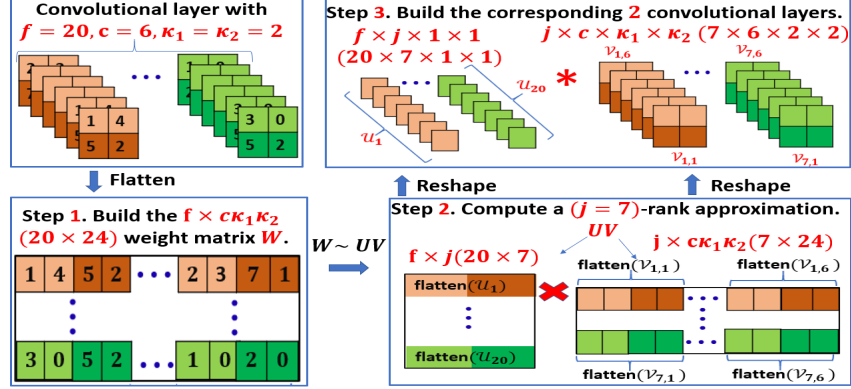 Convolutional layer with
f = 20, c = 6, κ₁ = κ₂ = 2
1 4
5 2
3 0
5 2
Flatten
Step 1. Build the f × cκ₁κ₂
(20 × 24) weight matrix W.
1 4 5 2 ••• 2 3 7 1
3 0 5 2 ... 1 0 2 0
W~ UV
Step 3. Build the corresponding 2 convolutional layers.
f × j × 1 × 1
(20 × 7 × 1 × 1)
𝒰₁
𝒰₂₀
*
j × c × κ₁ × κ₂ (7 × 6 × 2 × 2)
𝒱₁,₆
𝒱₇,₆
𝒱₁,₁
𝒱₇,₁
Reshape
Reshape
Step 2. Compute a (j = 7)-rank approximation.
UV
f × j(20 × 7)
j × cκ₁κ₂(7 × 24)
flatten(𝒰₁)
flatten(𝒰₂₀)
flatten(𝒱₁,₁)
flatten(𝒱₁,₆)
flatten(𝒱₇,₁)
flatten(𝒱₇,₆)